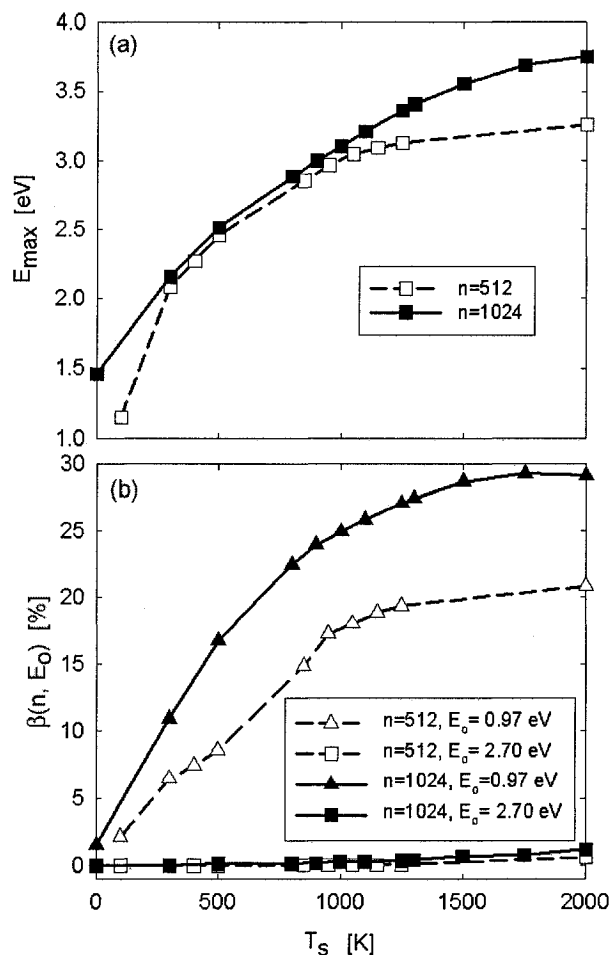 (a)
4.0
3.5
3.0
2.5
2.0
1.5
1.0
E_max [eV]
n=512
n=1024
(b)
30
25
20
15
10
5
0
β(n, E_o) [%]
n=512, E_o= 0.97 eV
n=512, E_o= 2.70 eV
n=1024, E_o=0.97 eV
n=1024, E_o= 2.70 eV
0 500 1000 1500 2000
T_s [K]